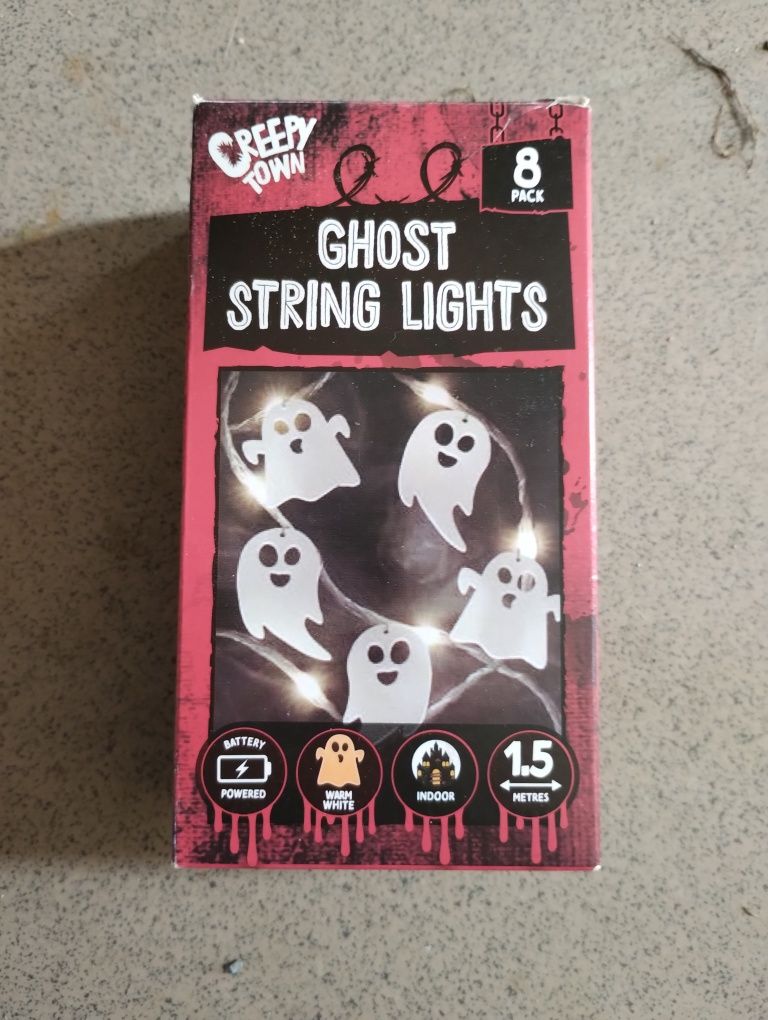 CREEPY
TOWN
8
PACK
GHOST
STRING LIGHTS
BATTERY
POWERED
WARM
WHITE
INDOOR
1.5
METRES